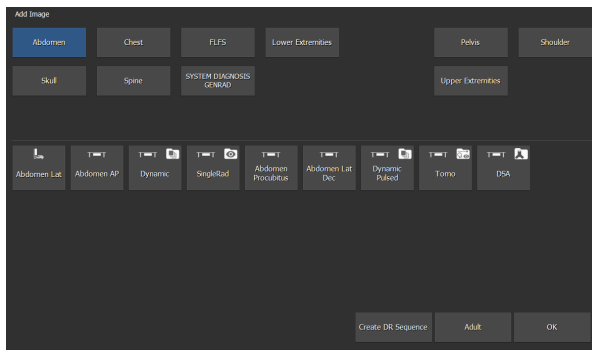 Add Image
Abdomen
Chest
FLFS
Lower Extremities
Pelvis
Shoulder
Skull
Spine
SYSTEM DIAGNOSIS
GENRAD
Upper Extremities
Abdomen Lat
Abdomen AP
Dynamic
SingleRad
Abdomen
Procubitus
Abdomen Lat
Dec
Dynamic
Pulsed
Tomo
DSA
Create DR Sequence
Adult
OK